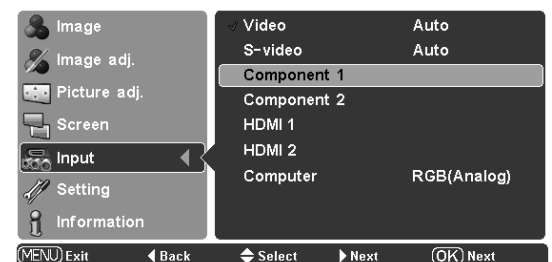 Image
Image adj.
Picture adj.
Screen
Input
Setting
Information
Video Auto
S-video Auto
Component 1
Component 2
HDMI 1
HDMI 2
Computer RGB(Analog)
MENU Exit Back Select Next OK Next